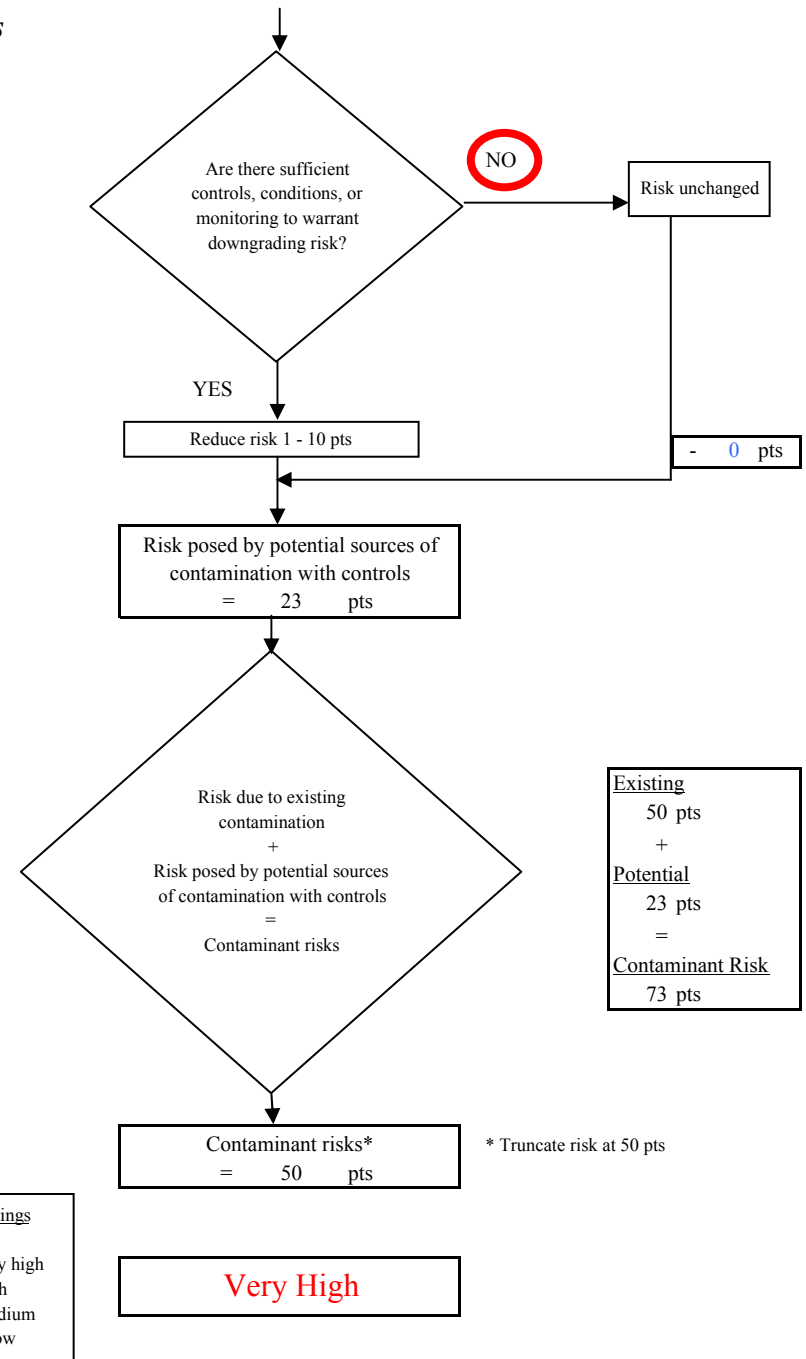 Are there sufficient
controls, conditions, or
monitoring to warrant
downgrading risk?
NO
Risk unchanged
YES
Reduce risk 1 - 10 pts
- 0 pts
Risk posed by potential sources of
contamination with controls
= 23 pts
Risk due to existing
contamination
+
Risk posed by potential sources
of contamination with controls
=
Contaminant risks
Existing
50 pts
+
Potential
23 pts
=
Contaminant Risk
73 pts
Contaminant risks*
= 50 pts
* Truncate risk at 50 pts
high
Very High